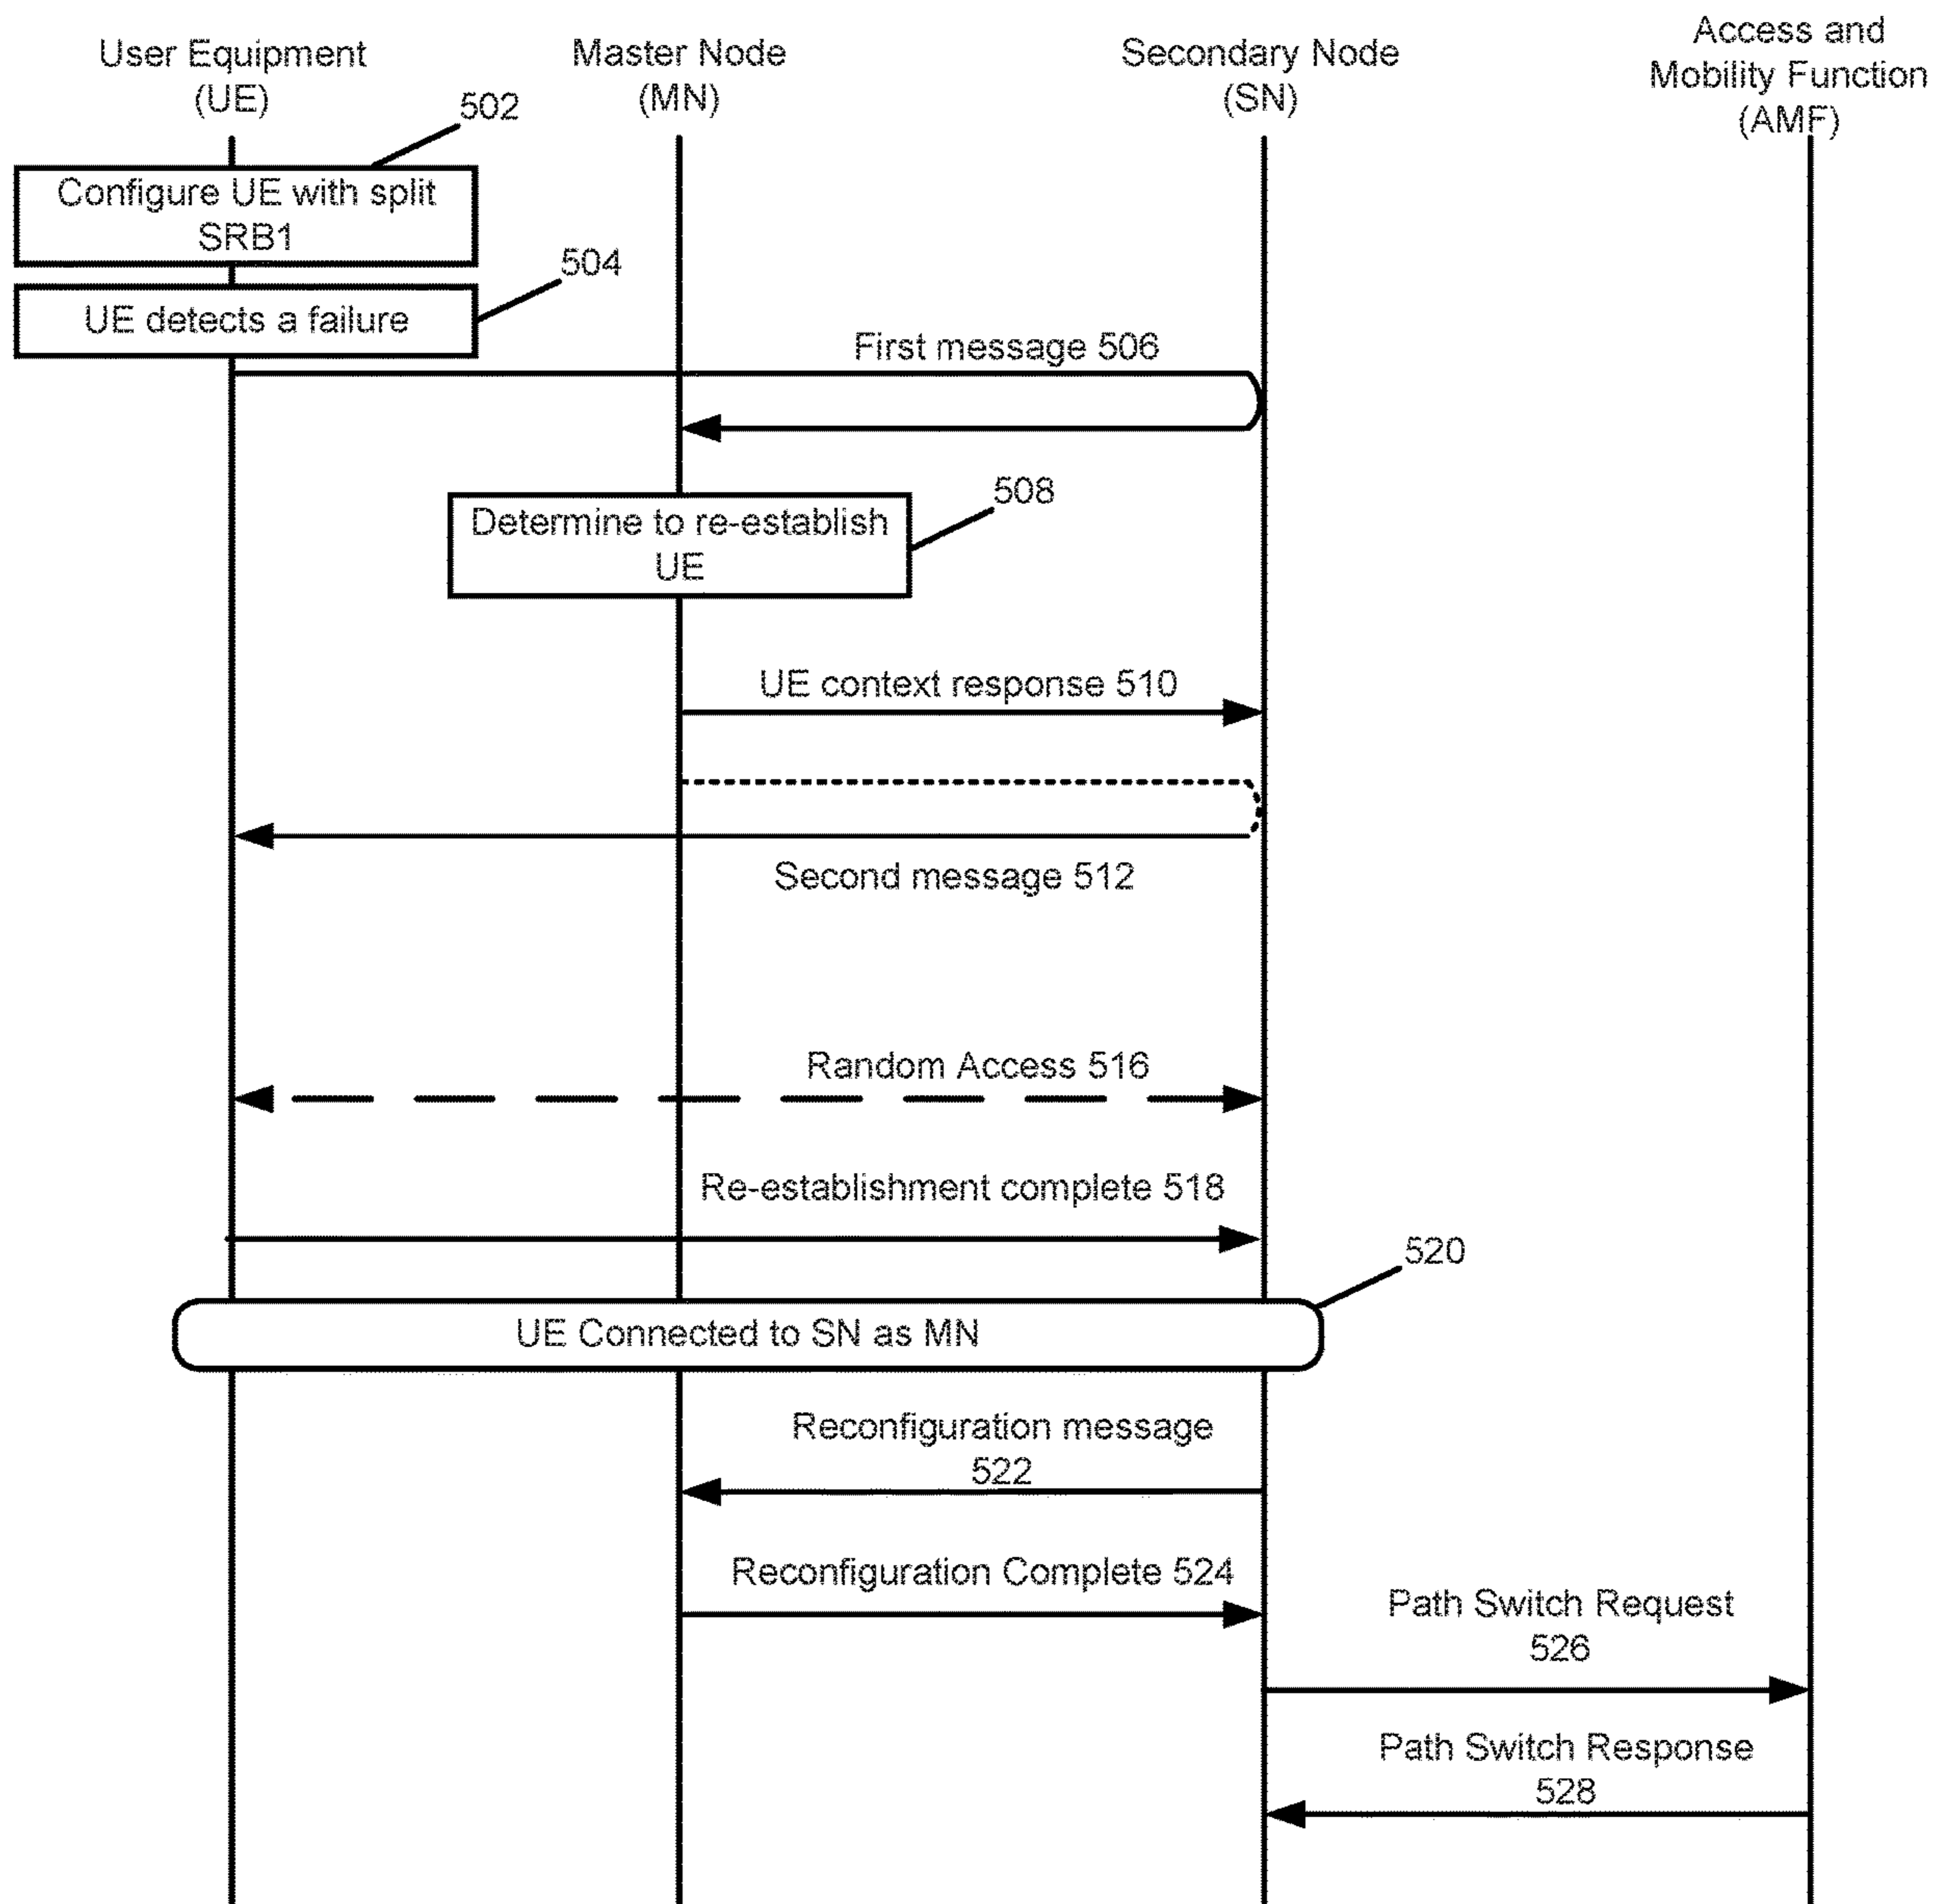 User Equipment
(UE)
Master Node
(MN)
Secondary Node
(SN)
Access and
Mobility Function
(AMF)
502
Configure UE with split
SRB1
504
UE detects a failure
First message 506
508
Determine to re-establish
UE
UE context response 510
Second message 512
Random Access 516
Re-establishment complete 518
520
UE Connected to SN as MN
Reconfiguration message
522
Reconfiguration Complete 524
Path Switch Request
526
Path Switch Response
528